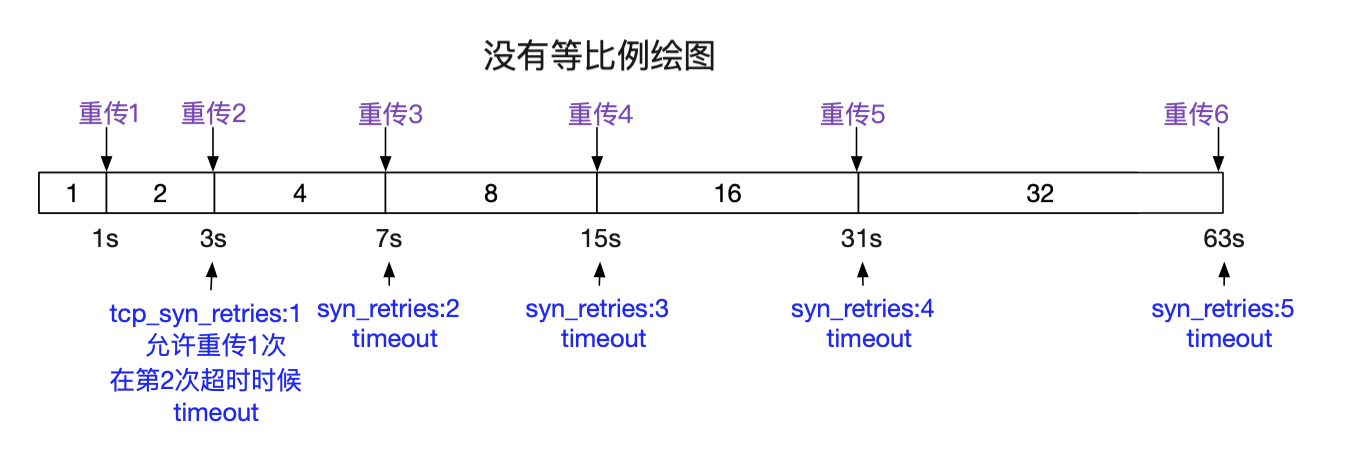 没有等比例绘图
重传1 重传2 重传3 重传4 重传5 重传6
1 2 4 8 16 32
1s 3s 7s 15s 31s 63s
tcp_syn_retries:1
允许重传1次
在第2次超时时候
timeout
syn_retries:2
timeout
syn_retries:3
timeout
syn_retries:4
timeout
syn_retries:5
timeout